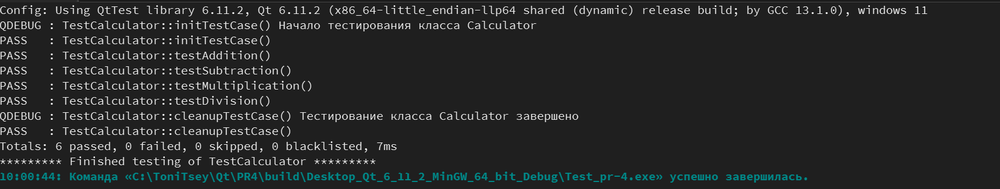 Config: Using QtTest library 6.11.2, Qt 6.11.2 (x86_64-little_endian-llp64 shared (dynamic) release build; by GCC 13.1.0), windows 11
QDEBUG : TestCalculator::initTestCase() Начало тестирования класса Calculator
PASS   : TestCalculator::initTestCase()
PASS   : TestCalculator::testAddition()
PASS   : TestCalculator::testSubtraction()
PASS   : TestCalculator::testMultiplication()
PASS   : TestCalculator::testDivision()
QDEBUG : TestCalculator::cleanupTestCase() Тестирование класса Calculator завершено
PASS   : TestCalculator::cleanupTestCase()
Totals: 6 passed, 0 failed, 0 skipped, 0 blacklisted, 7ms
********* Finished testing of TestCalculator *********
10:00:44: Команда «C:\ToniTsey\Qt\PR4\build\Desktop_Qt_6_11_2_MinGW_64_bit_Debug\Test_pr-4.exe» успешно завершилась.